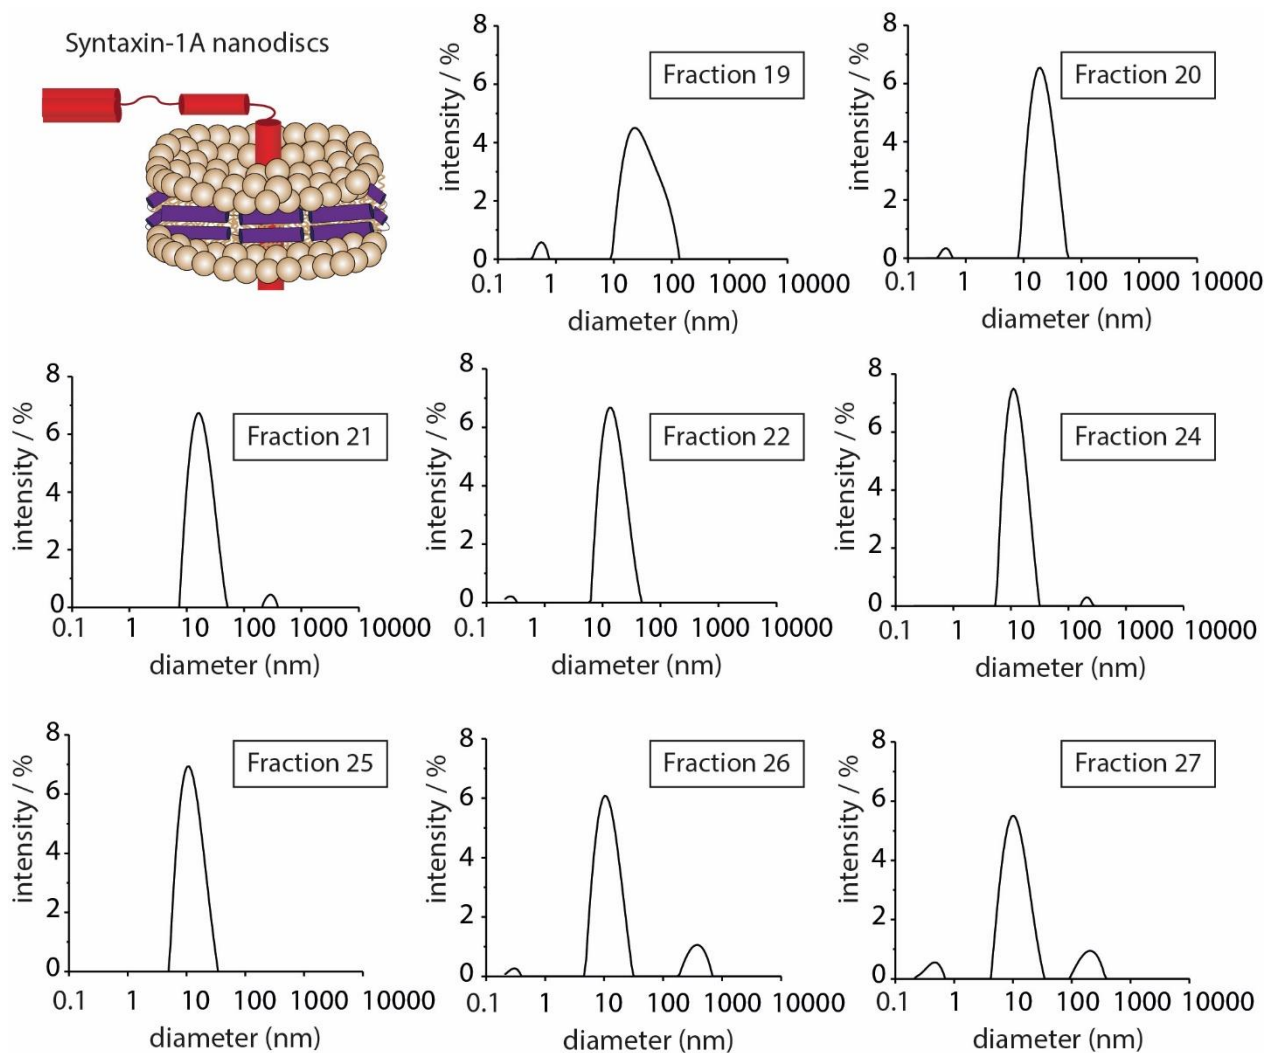 Syntaxin-1A nanodiscs
8
6
4
2
0
intensity / %
Fraction 19
0.1 1 10 100 1000 10000
diameter (nm)
8
6
4
2
0
intensity / %
Fraction 20
0.1 1 10 100 1000 10000
diameter (nm)
8
6
4
2
0
intensity / %
Fraction 21
0.1 1 10 100 1000 10000
diameter (nm)
8
6
4
2
0
intensity / %
Fraction 22
0.1 1 10 100 1000 10000
diameter (nm)
8
6
4
2
0
intensity / %
Fraction 24
0.1 1 10 100 1000 10000
diameter (nm)
8
6
4
2
0
intensity / %
Fraction 25
0.1 1 10 100 1000 10000
diameter (nm)
8
6
4
2
0
intensity / %
Fraction 26
0.1 1 10 100 1000 10000
diameter (nm)
8
6
4
2
0
intensity / %
Fraction 27
0.1 1 10 100 1000 10000
diameter (nm)